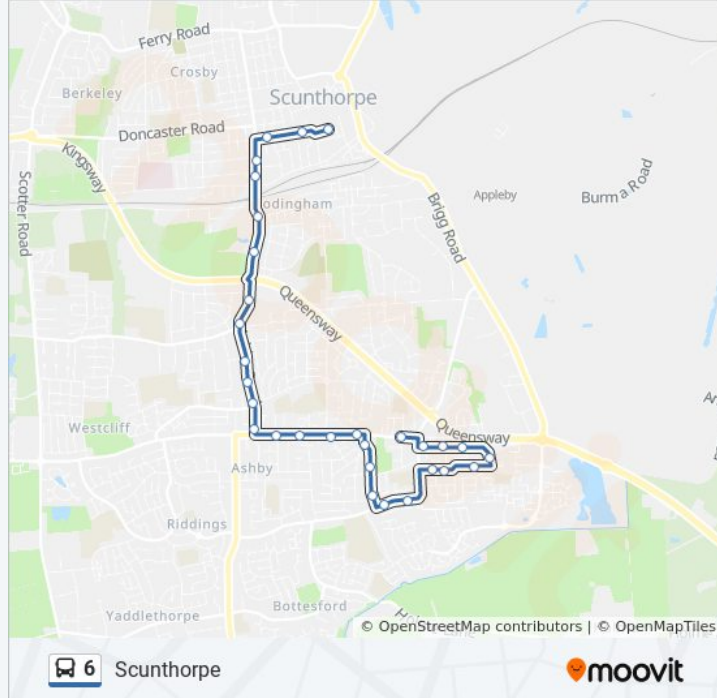 Ferry Road
Crosby
Berkeley
Scunthorpe
Doncaster Road
Kingsway
Scotter Road
odingham
Appleby
Burma Road
Brigg Road
Queensway
Westcliff
Queensway
Ashby
Riddings
Bottesford
Yaddlethorpe
© OpenStreetMap contributors | © OpenMapTiles
6 Scunthorpe
moovit